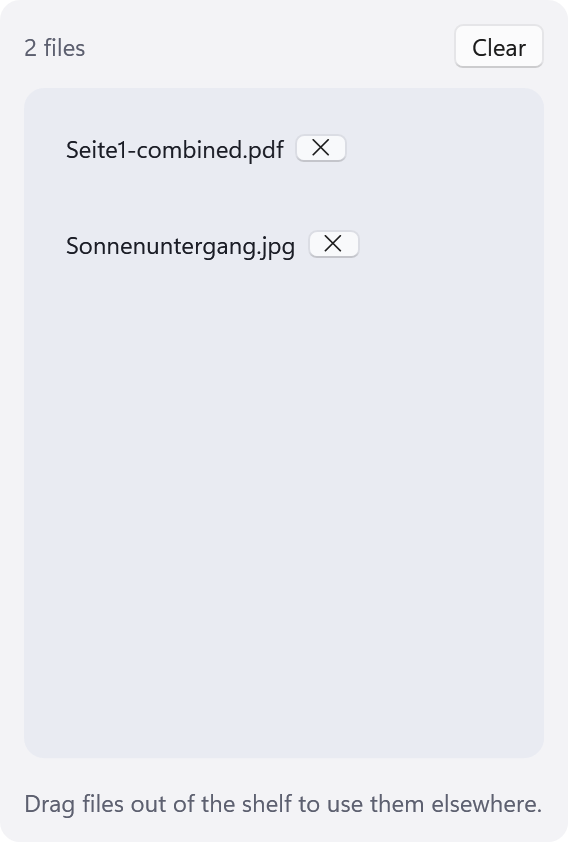 2 files
Clear
Seite1-combined.pdf
Sonnenuntergang.jpg
Drag files out of the shelf to use them elsewhere.